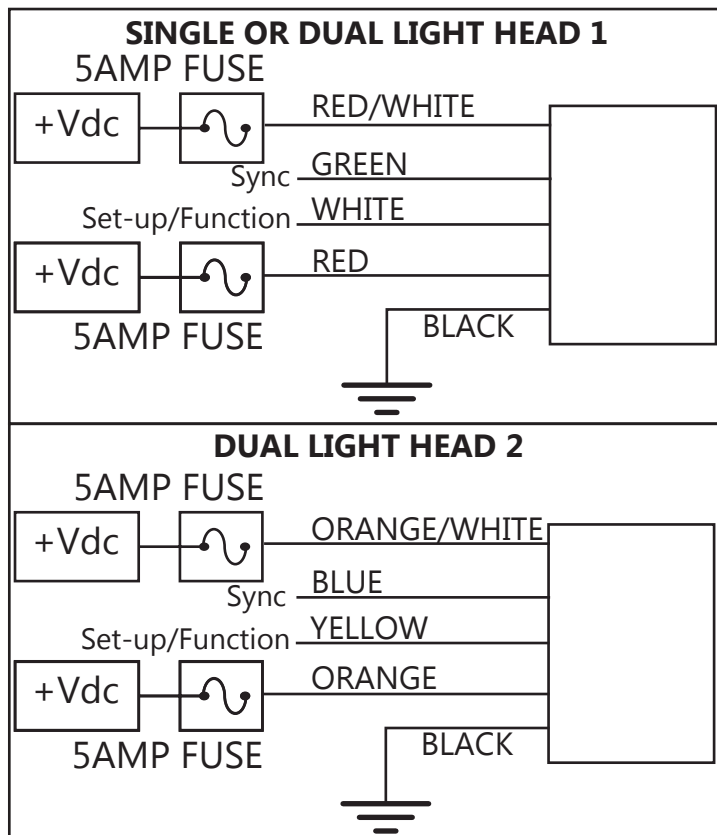 SINGLE OR DUAL LIGHT HEAD 1
5AMP FUSE
+Vdc
RED/WHITE
Sync
GREEN
Set-up/Function
WHITE
+Vdc
RED
5AMP FUSE
BLACK
DUAL LIGHT HEAD 2
5AMP FUSE
+Vdc
ORANGE/WHITE
Sync
BLUE
Set-up/Function
YELLOW
+Vdc
ORANGE
5AMP FUSE
BLACK